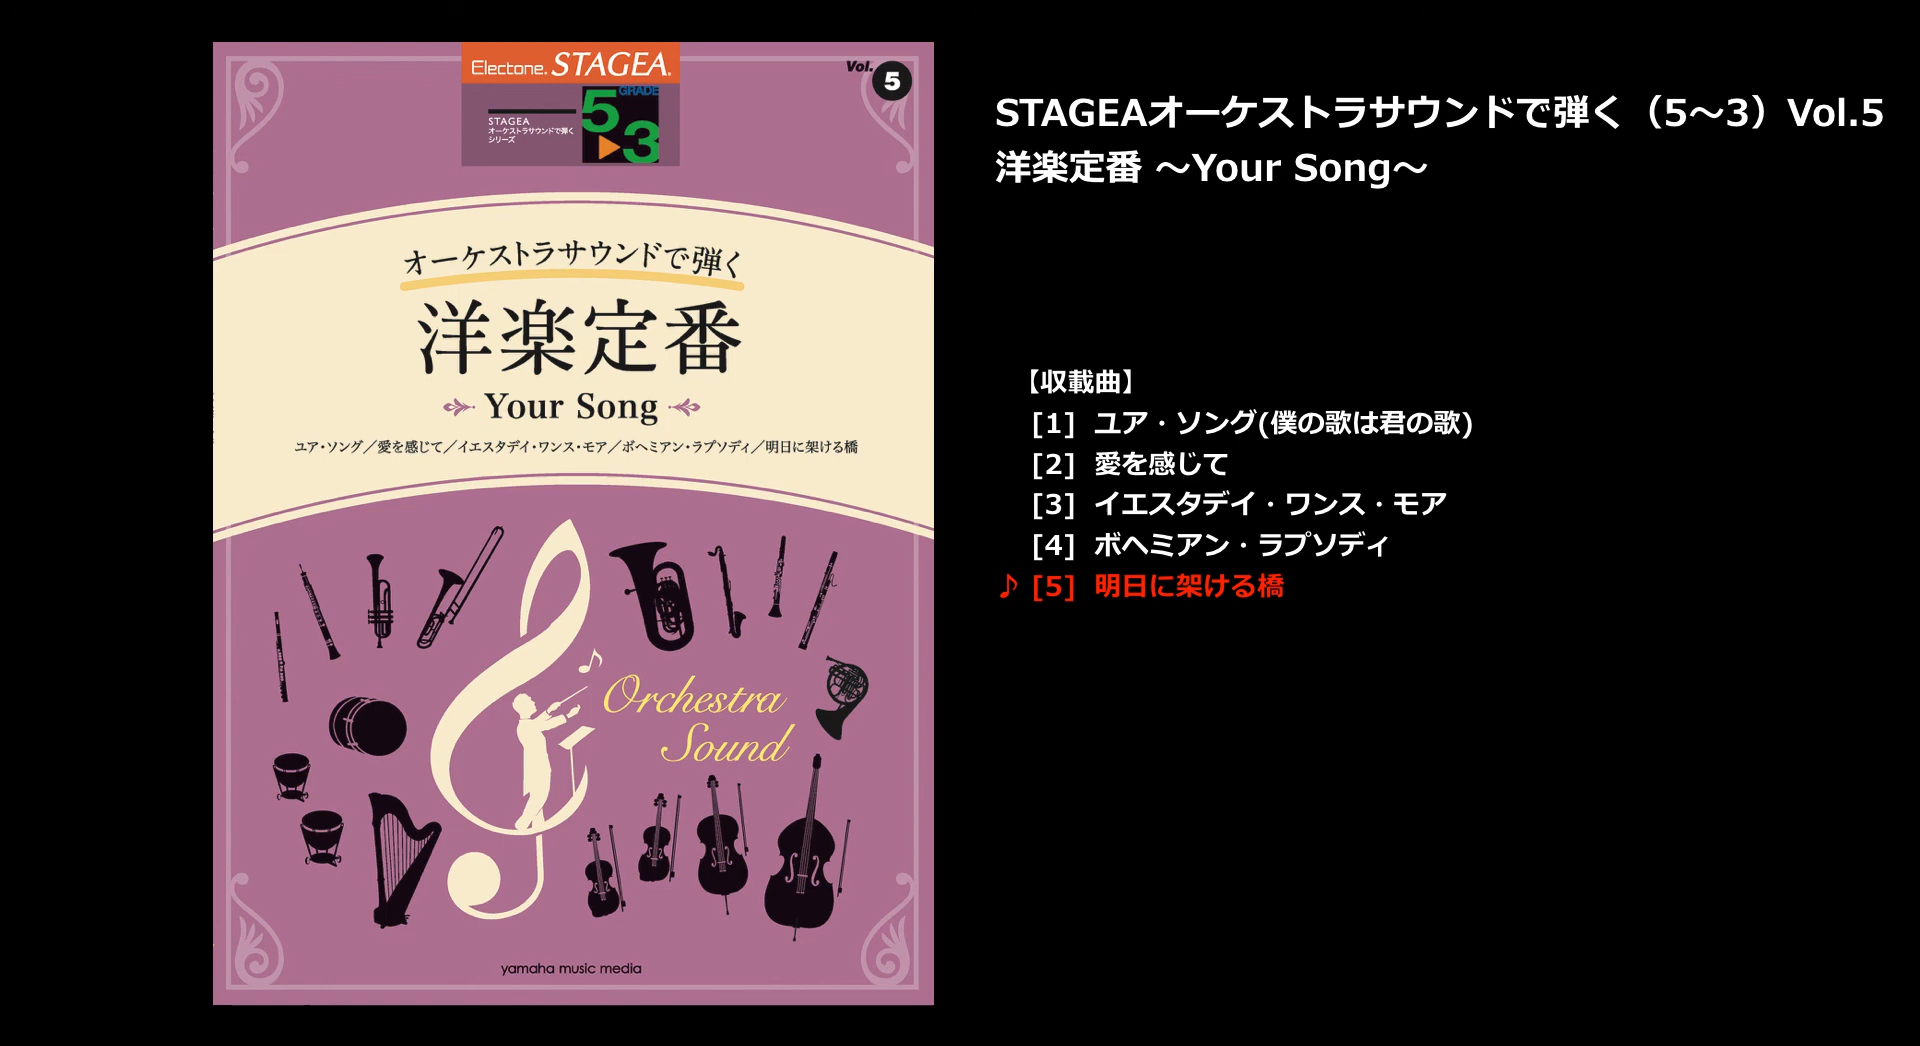 Electone. STAGEA.
Vol. 5
GRADE
5▶3
STAGEA
オーケストラサウンドで弾く
シリーズ
オーケストラサウンドで弾く
洋楽定番
Your Song
ユア・ソング／愛を感じて／イエスタデイ・ワンス・モア／ボヘミアン・ラプソディ／明日に架ける橋
Orchestra
Sound
yamaha music media
STAGEAオーケストラサウンドで弾く（5～3）Vol.5
洋楽定番 ～Your Song～
【収載曲】
[1] ユア・ソング(僕の歌は君の歌)
[2] 愛を感じて
[3] イエスタデイ・ワンス・モア
[4] ボヘミアン・ラプソディ
♪ [5] 明日に架ける橋